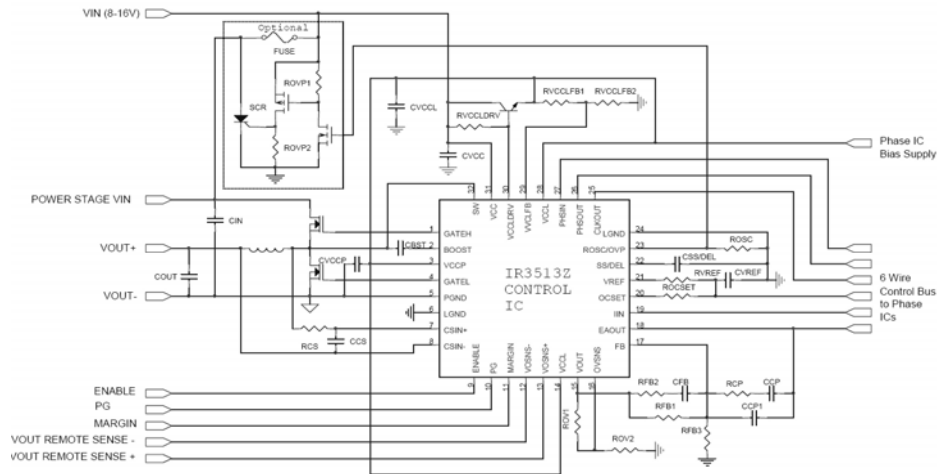 VIN (8-16V)
Optional
FUSE
ROVP1
SCR
ROVP2
CVCCL
RVCCLFB1
RVCCLFB2
RVCCLDRV
CVCC
Phase IC
Bias Supply
POWER STAGE VIN
CIN
VOUT+
COUT
VOUT-
CBST
CVCCP
RCS
CCS
32
31
30
29
28
27
26
25
SW
VCC
VCCLDRV
VVCLFB
VCCL
PHSIN
PHSOUT
CLKOUT
1
GATEH
2
BOOST
3
VCCP
4
GATEL
5
PGND
6
LGND
7
CSIN+
8
CSIN-
IR3513Z
CONTROL
IC
LGND
24
ROSC/OVP
23
SS/DEL
22
VREF
21
OCSET
20
IIN
19
EAOUT
18
FB
17
ENABLE
PG
MARGIN
VOSNS-
VOSNS+
VCCL
VOUT
OVSNS
9
10
11
12
13
14
15
16
ROSC
CSS/DEL
RVREF
CVREF
ROCSET
6 Wire
Control Bus
to Phase
ICs
ENABLE
PG
MARGIN
VOUT REMOTE SENSE -
VOUT REMOTE SENSE +
ROV1
ROV2
RFB2
CFB
RCP
CCP
RFB1
CCP1
RFB3